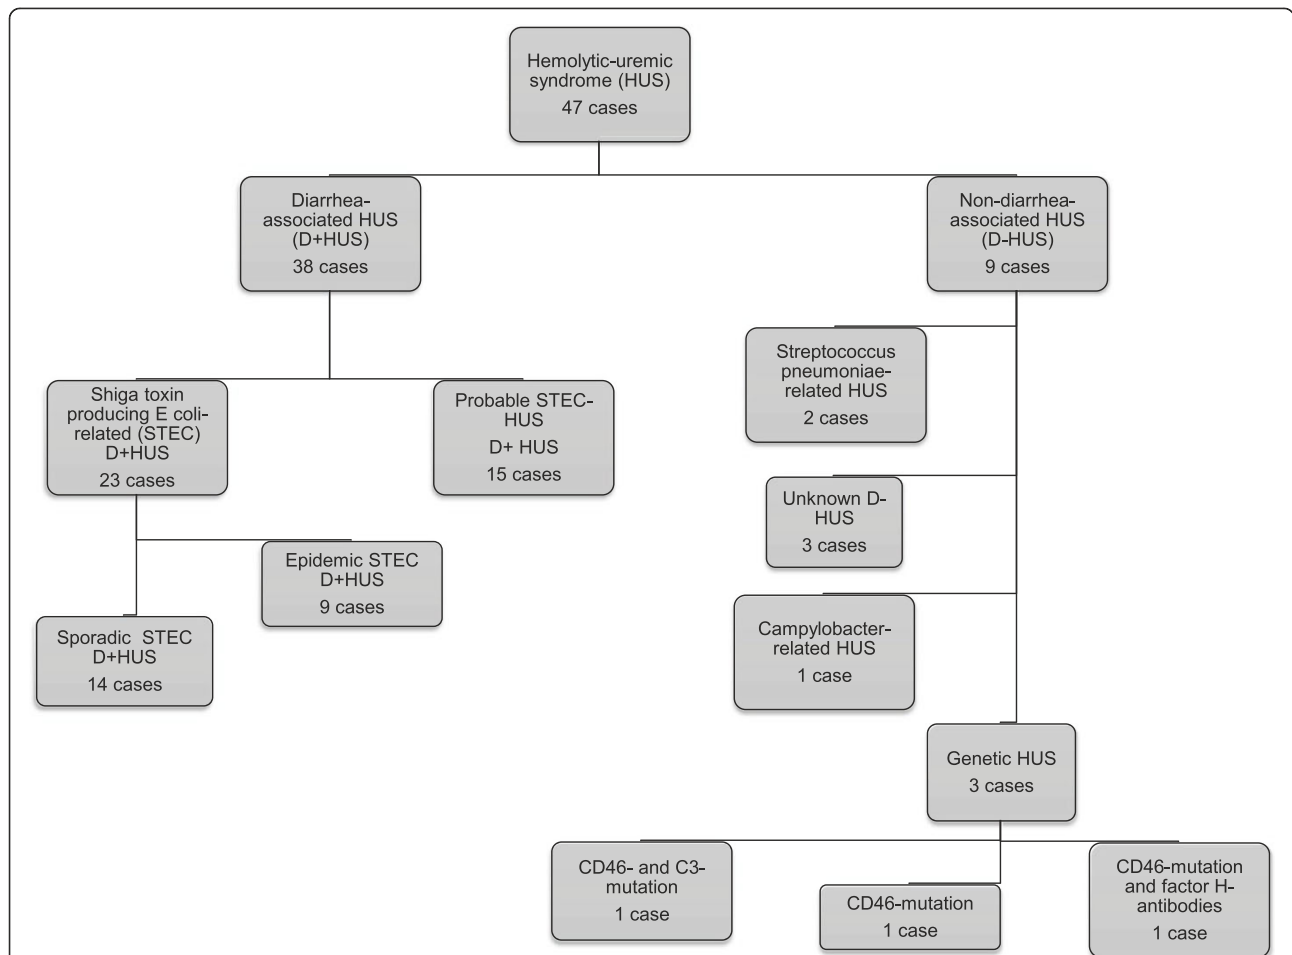 Hemolytic-uremic
syndrome (HUS)
47 cases
Diarrhea-
associated HUS
(D+HUS)
38 cases
Non-diarrhea-
associated HUS
(D-HUS)
9 cases
Streptococcus
pneumoniae-
related HUS
2 cases
Shiga toxin
producing E coli-
related (STEC)
D+HUS
23 cases
Probable STEC-
HUS
D+ HUS
15 cases
Unknown D-
HUS
3 cases
Epidemic STEC
D+HUS
9 cases
Sporadic STEC
D+HUS
14 cases
Campylobacter-
related HUS
1 case
Genetic HUS
3 cases
CD46- and C3-
mutation
1 case
CD46-mutation
1 case
CD46-mutation
and factor H-
antibodies
1 case